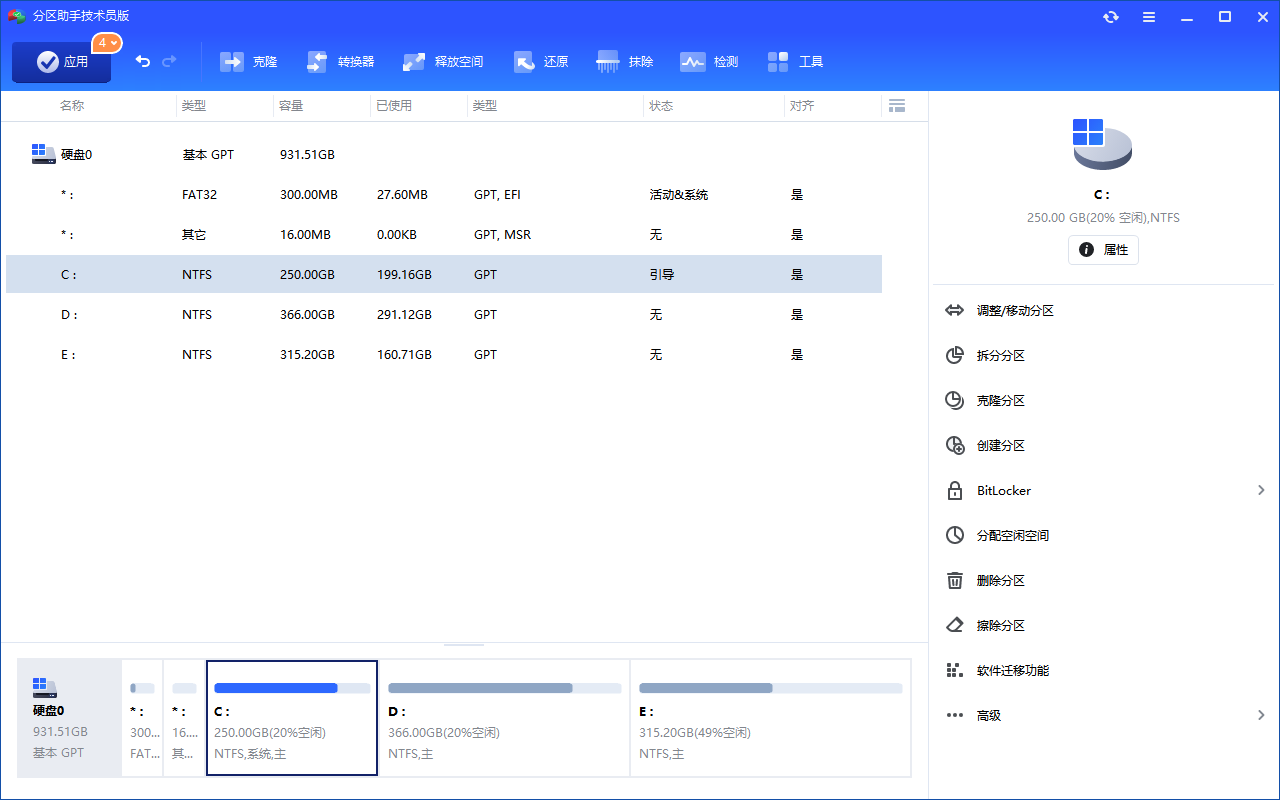 分区助手技术员版
应用 4 克隆 转换器 释放空间 还原 抹除 检测 工具
名称 类型 容量 已使用 类型 状态 对齐
硬盘0 基本 GPT 931.51GB
* : FAT32 300.00MB 27.60MB GPT, EFI 活动&系统 是
* : 其它 16.00MB 0.00KB GPT, MSR 无 是
C : NTFS 250.00GB 199.16GB GPT 引导 是
D : NTFS 366.00GB 291.12GB GPT 无 是
E : NTFS 315.20GB 160.71GB GPT 无 是
硬盘0
931.51GB
基本 GPT
* :
300...
FAT...
* :
16....
其...
C :
250.00GB(20%空闲)
NTFS,系统,主
D :
366.00GB(20%空闲)
NTFS,主
E :
315.20GB(49%空闲)
NTFS,主
C :
250.00 GB(20% 空闲),NTFS
属性
调整/移动分区
拆分分区
克隆分区
创建分区
BitLocker
分配空闲空间
删除分区
擦除分区
软件迁移功能
高级